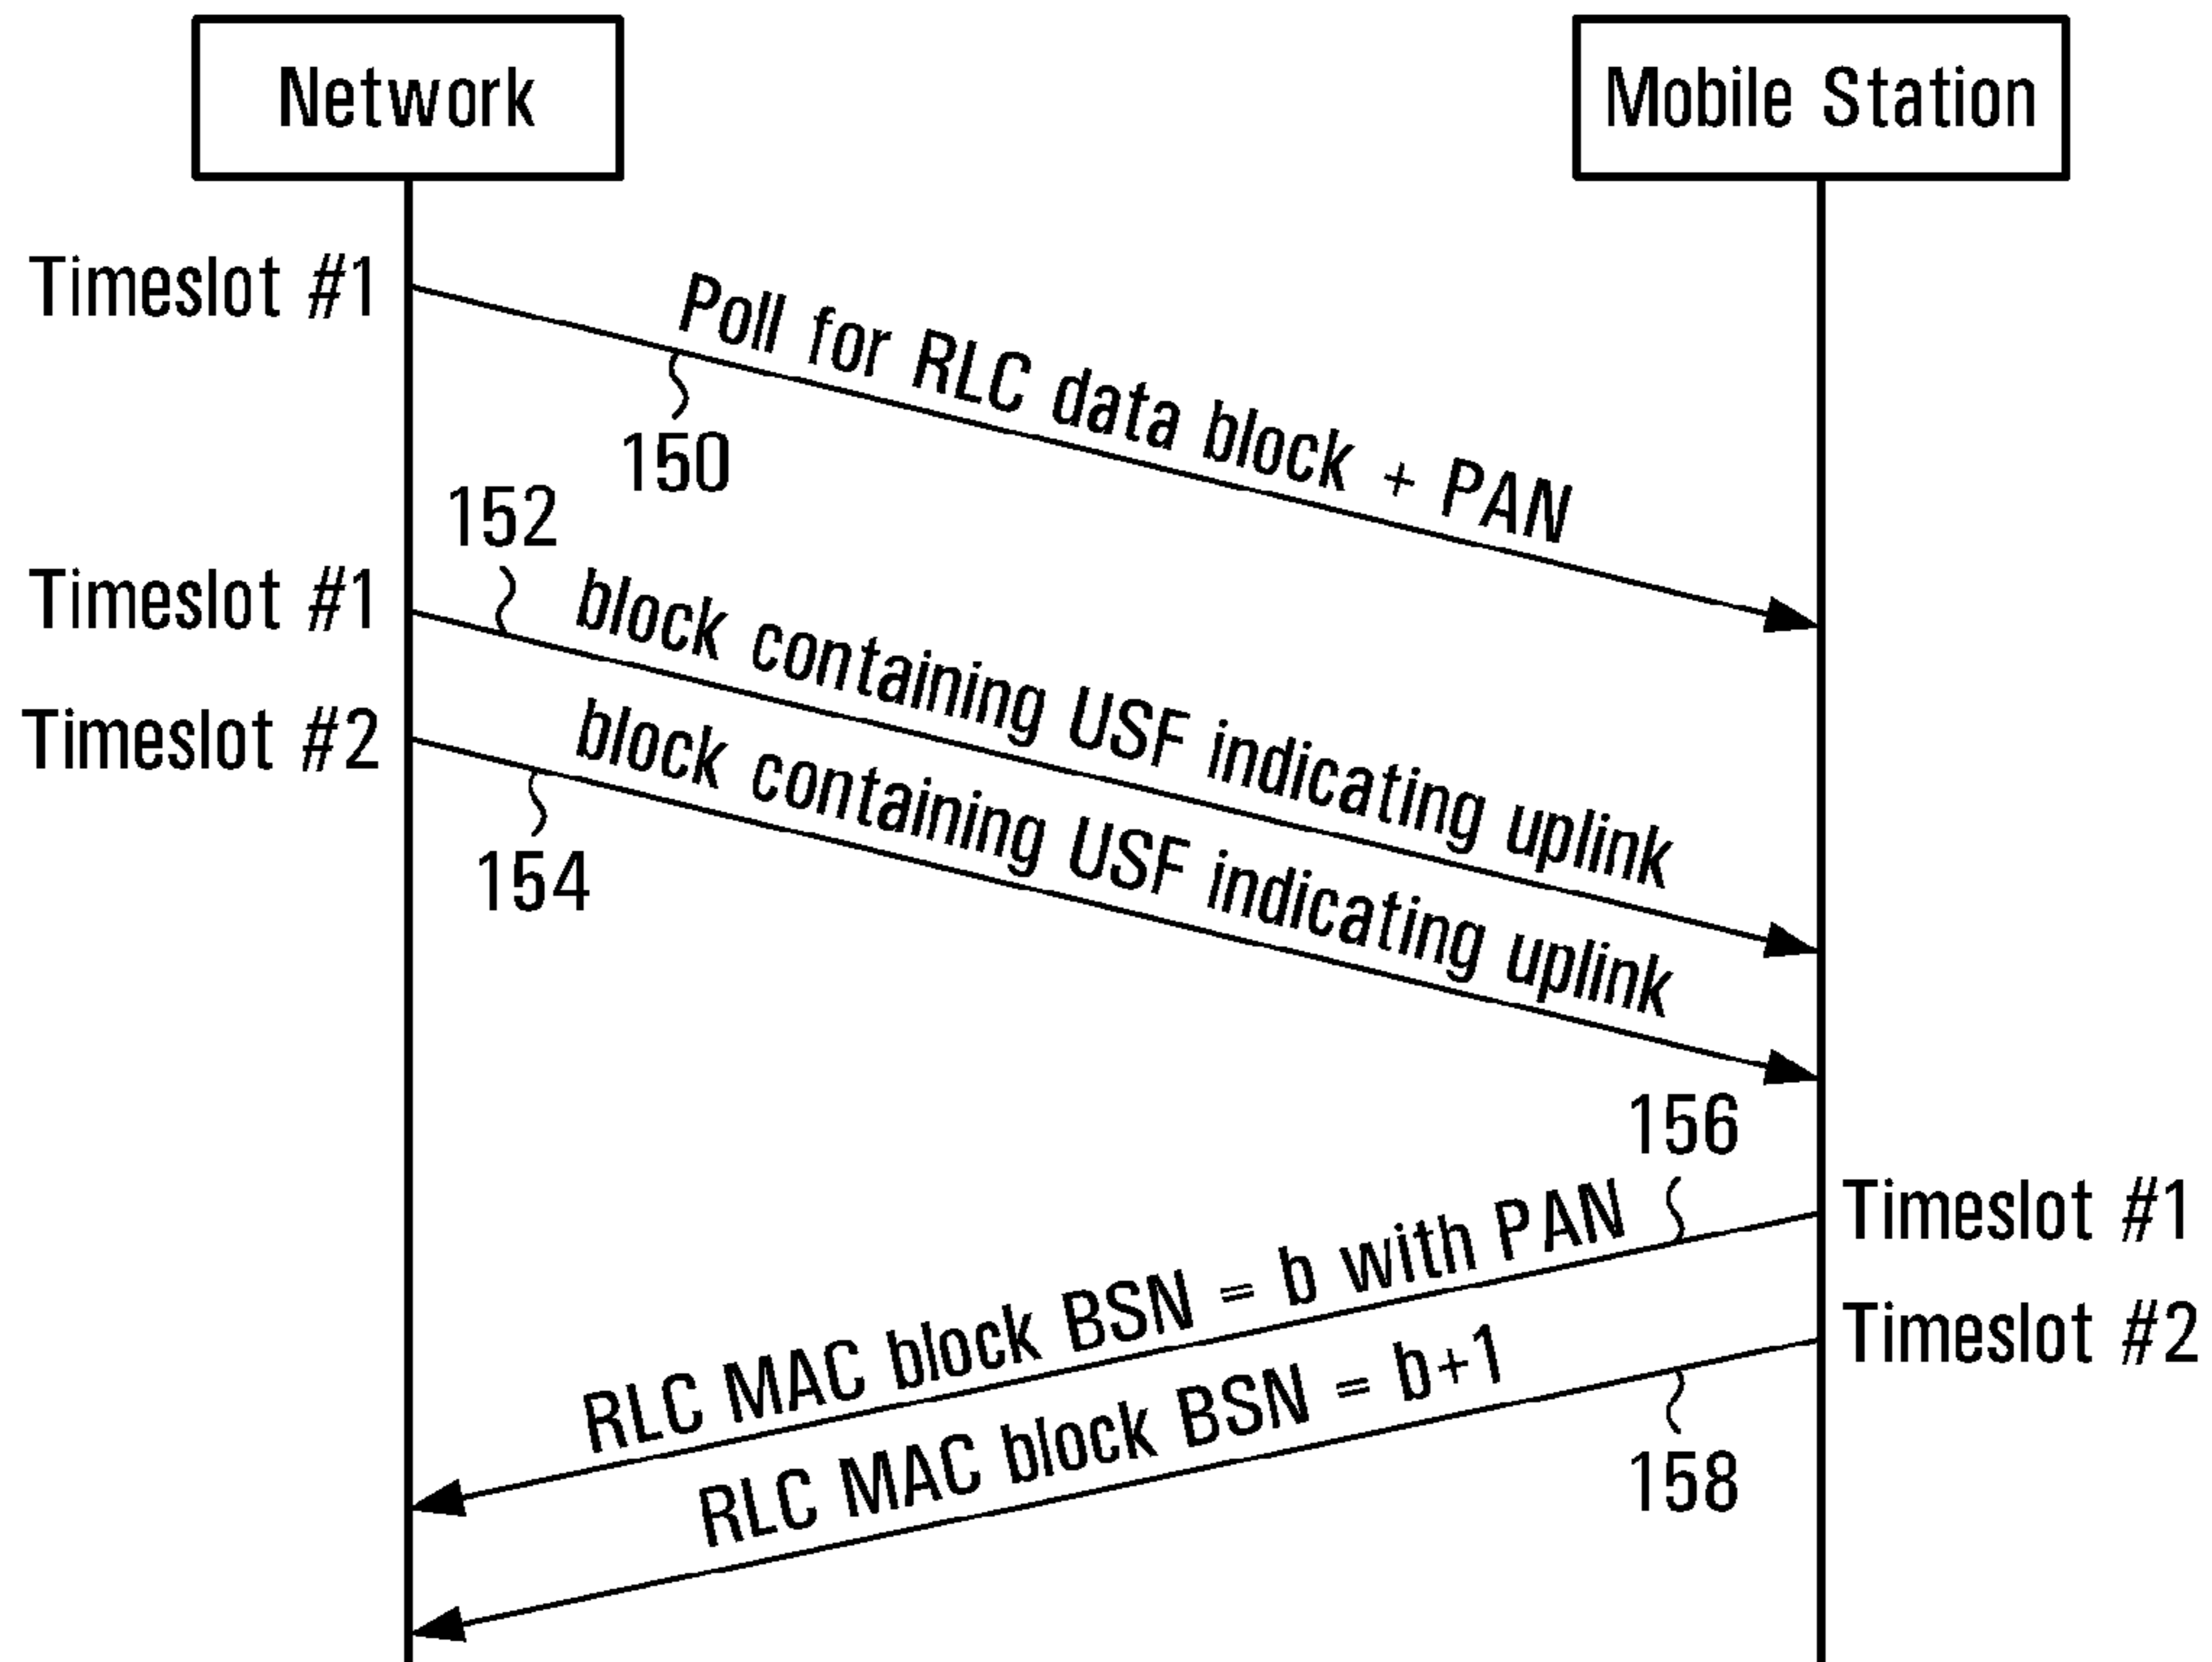 Network
Mobile Station
Timeslot #1
Poll for RLC data block + PAN
150
152
Timeslot #1
block containing USF indicating uplink
Timeslot #2
block containing USF indicating uplink
154
156
Timeslot #1
RLC MAC block BSN = b with PAN
Timeslot #2
RLC MAC block BSN = b+1
158